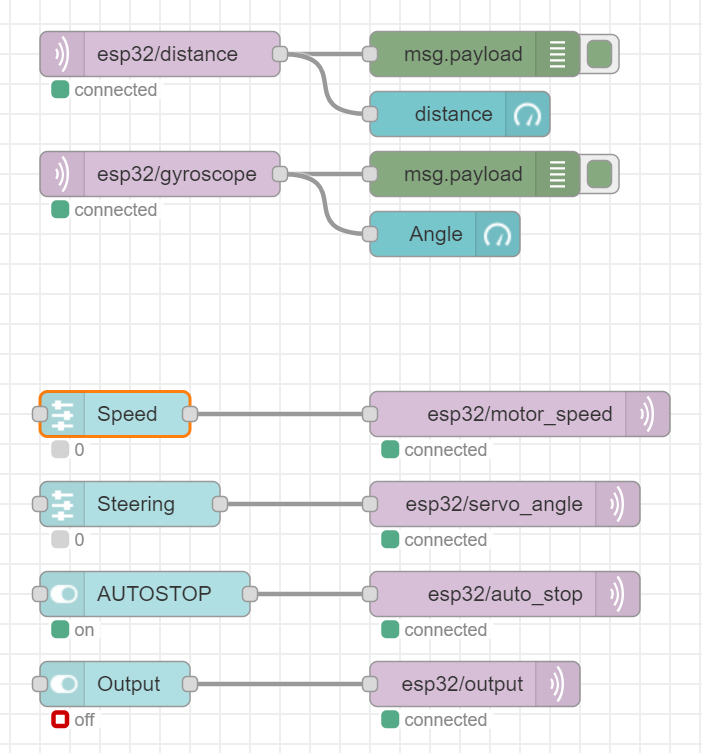 esp32/distance
msg.payload
connected
distance
esp32/gyroscope
msg.payload
connected
Angle
Speed
esp32/motor_speed
0
connected
Steering
esp32/servo_angle
0
connected
AUTOSTOP
esp32/auto_stop
on
connected
Output
esp32/output
off
connected